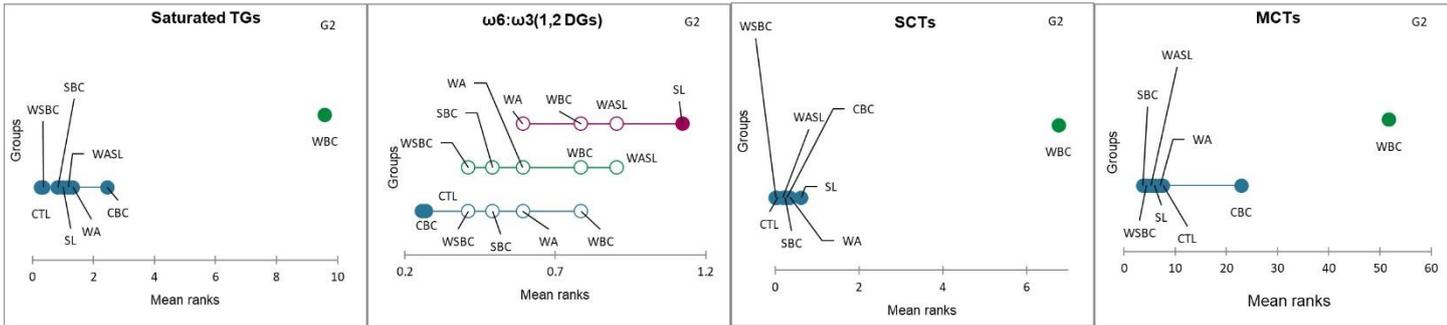 Saturated TGs
G2
SBC
WSBC
Groups
WASL
WBC
CTL
CBC
WA
SL
0 2 4 6 8 10
Mean ranks
ω6:ω3(1,2 DGs)
G2
WA
SL
WA
WBC
WASL
SBC
WSBC
WBC
WASL
Groups
CTL
CBC
WSBC
SBC
WA
WBC
0.2 0.7 1.2
Mean ranks
SCTs
G2
WSBC
CBC
WASL
Groups
WBC
SL
CTL
SBC
WA
0 2 4 6
Mean ranks
MCTs
G2
WASL
SBC
WA
WBC
Groups
CBC
SL
WSBC
CTL
0 10 20 30 40 50 60
Mean ranks